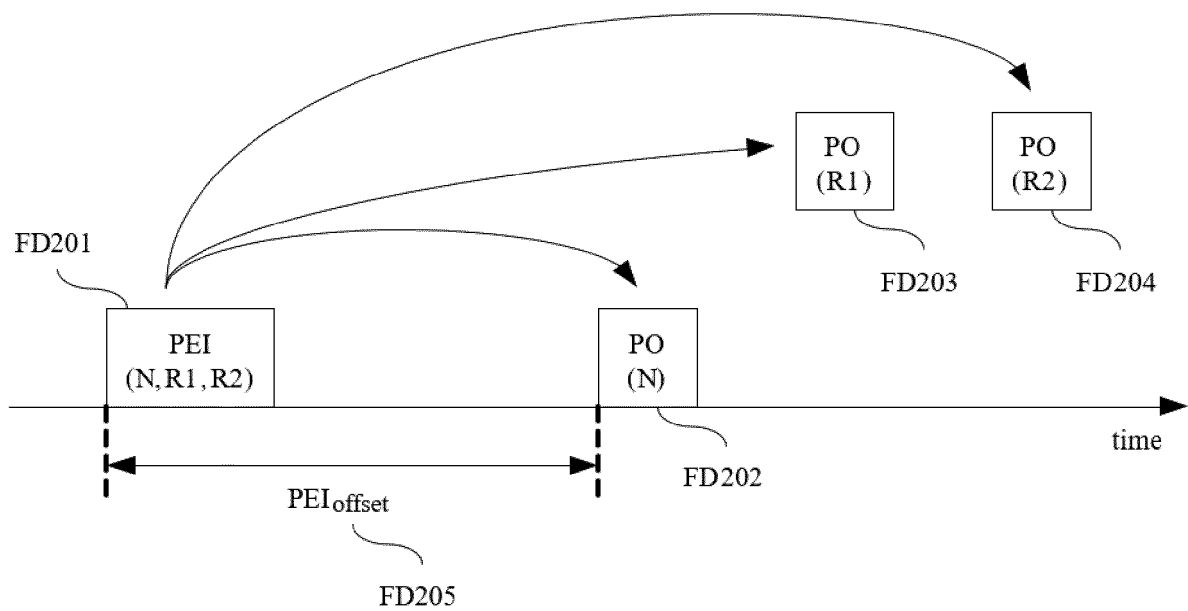 PO
(R1)
PO
(R2)
FD201
FD203
FD204
PEI
(N,R1,R2)
PO
(N)
time
FD202
PEIoffset
FD205